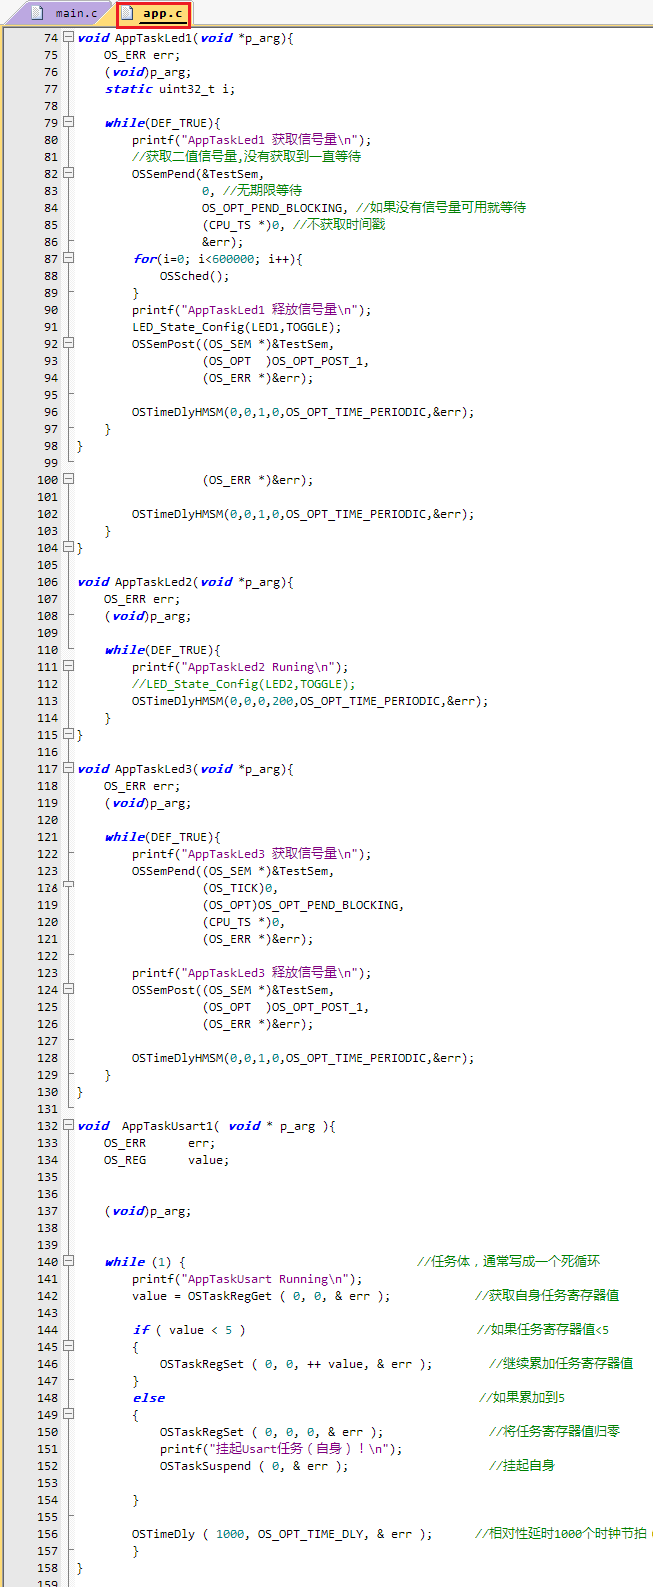 main.c app.c
74 void AppTaskLed1(void *p_arg){
75 OS_ERR err;
76 (void)p_arg;
77 static uint32_t i;
78
79 while(DEF_TRUE){
80 printf("AppTaskLed1 获取信号量\n");
81 //获取二值信号量,没有获取到一直等待
82 OSSemPend(&TestSem,
83 0, //无期限等待
84 OS_OPT_PEND_BLOCKING, //如果没有信号量可用就等待
85 (CPU_TS *)0, //不获取时间戳
86 &err);
87 for(i=0; i<600000; i++){
88 OSSched();
89 }
90 printf("AppTaskLed1 释放信号量\n");
91 LED_State_Config(LED1,TOGGLE);
92 OSSemPost((OS_SEM *)&TestSem,
93 (OS_OPT  )OS_OPT_POST_1,
94 (OS_ERR *)&err);
95
96 OSTimeDlyHMSM(0,0,1,0,OS_OPT_TIME_PERIODIC,&err);
97 }
98 }
99
100 (OS_ERR *)&err);
101
102 OSTimeDlyHMSM(0,0,1,0,OS_OPT_TIME_PERIODIC,&err);
103 }
104 }
105
106 void AppTaskLed2(void *p_arg){
107 OS_ERR err;
108 (void)p_arg;
109
110 while(DEF_TRUE){
111 printf("AppTaskLed2 Runing\n");
112 //LED_State_Config(LED2,TOGGLE);
113 OSTimeDlyHMSM(0,0,0,200,OS_OPT_TIME_PERIODIC,&err);
114 }
115 }
116
117 void AppTaskLed3(void *p_arg){
118 OS_ERR err;
119 (void)p_arg;
120
121 while(DEF_TRUE){
122 printf("AppTaskLed3 获取信号量\n");
123 OSSemPend((OS_SEM *)&TestSem,
126 (OS_TICK)0,
119 (OS_OPT)OS_OPT_PEND_BLOCKING,
120 (CPU_TS *)0,
121 (OS_ERR *)&err);
122
123 printf("AppTaskLed3 释放信号量\n");
124 OSSemPost((OS_SEM *)&TestSem,
125 (OS_OPT  )OS_OPT_POST_1,
126 (OS_ERR *)&err);
127
128 OSTimeDlyHMSM(0,0,1,0,OS_OPT_TIME_PERIODIC,&err);
129 }
130 }
131
132 void  AppTaskUsart1( void * p_arg ){
133 OS_ERR      err;
134 OS_REG      value;
135
136
137 (void)p_arg;
138
139
140 while (1) { //任务体，通常写成一个死循环
141 printf("AppTaskUsart Running\n");
142 value = OSTaskRegGet ( 0, 0, & err ); //获取自身任务寄存器值
143
144 if ( value < 5 ) //如果任务寄存器值<5
145 {
146 OSTaskRegSet ( 0, 0, ++ value, & err ); //继续累加任务寄存器值
147 }
148 else //如果累加到5
149 {
150 OSTaskRegSet ( 0, 0, 0, & err ); //将任务寄存器值归零
151 printf("挂起Usart任务（自身）！\n");
152 OSTaskSuspend ( 0, & err ); //挂起自身
153
154 }
155
156 OSTimeDly ( 1000, OS_OPT_TIME_DLY, & err ); //相对性延时1000个时钟节拍
157 }
158 }
159